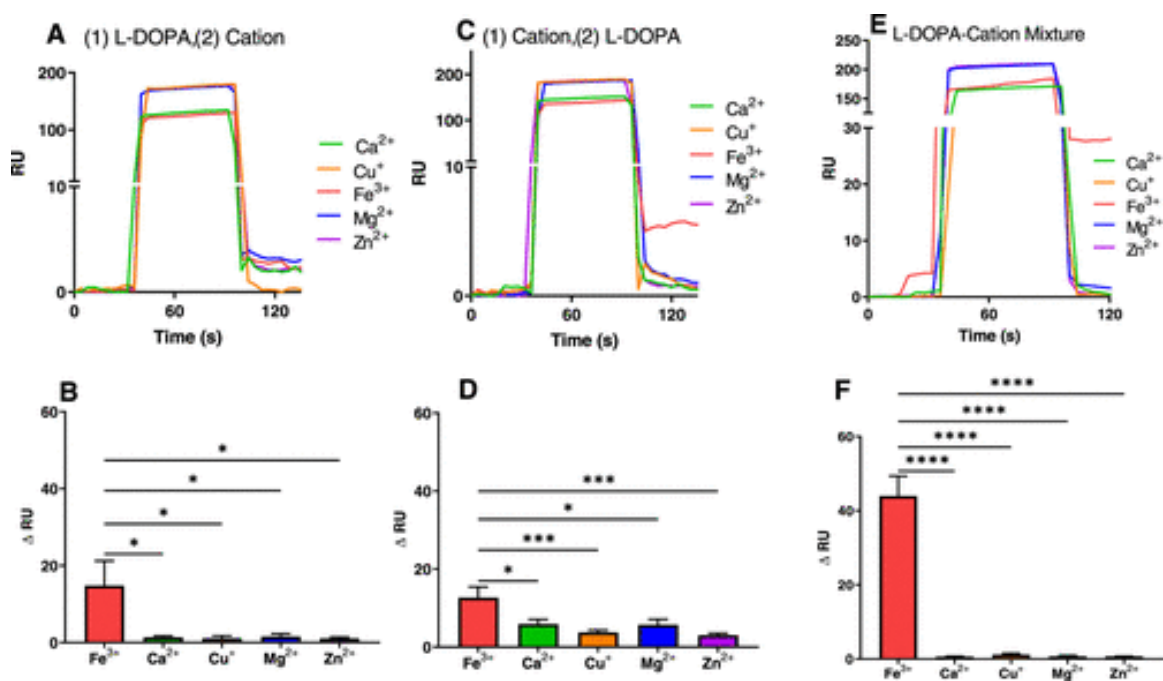 A (1) L-DOPA,(2) Cation
200
100
10
0
RU
0 60 120
Time (s)
Ca²⁺
Cu⁺
Fe³⁺
Mg²⁺
Zn²⁺
C (1) Cation,(2) L-DOPA
200
100
10
0
RU
0 60 120
Time (s)
Ca²⁺
Cu⁺
Fe³⁺
Mg²⁺
Zn²⁺
E L-DOPA-Cation Mixture
250
200
150
100
30
20
10
0
RU
0 60 120
Time (s)
Ca²⁺
Cu⁺
Fe³⁺
Mg²⁺
Zn²⁺
B
60
40
20
0
Δ RU
*
*
*
*
Fe³⁺ Ca²⁺ Cu⁺ Mg²⁺ Zn²⁺
D
60
40
20
0
Δ RU
***
*
***
*
Fe³⁺ Ca²⁺ Cu⁺ Mg²⁺ Zn²⁺
F
60
40
20
0
Δ RU
****
****
****
****
Fe³⁺ Ca²⁺ Cu⁺ Mg²⁺ Zn²⁺